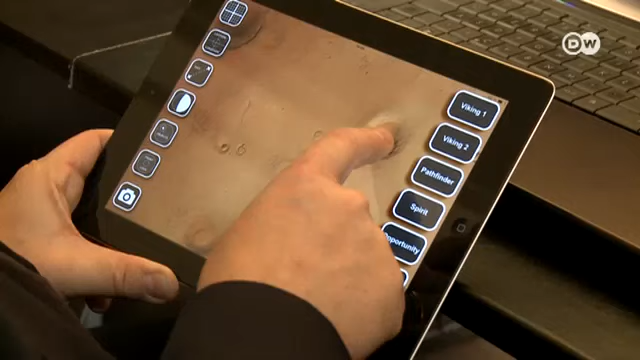 DW
Viking 1
Viking 2
Pathfinder
Spirit
Opportunity